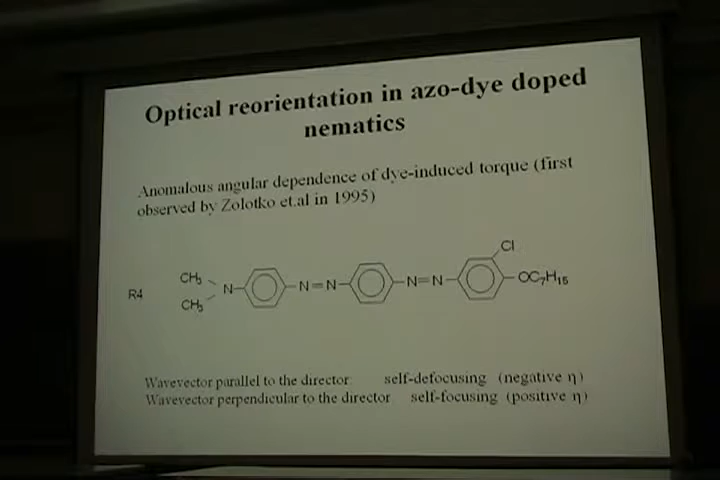 Optical reorientation in azo-dye doped
nematics
Anomalous angular dependence of dye-induced torque (first
observed by Zolotko et.al in 1995)
Cl
CH₃
R4 N N=N N=N OC₇H₁₅
CH₃
Wavevector parallel to the director self-defocusing (negative η)
Wavevector perpendicular to the director self-focusing (positive η)